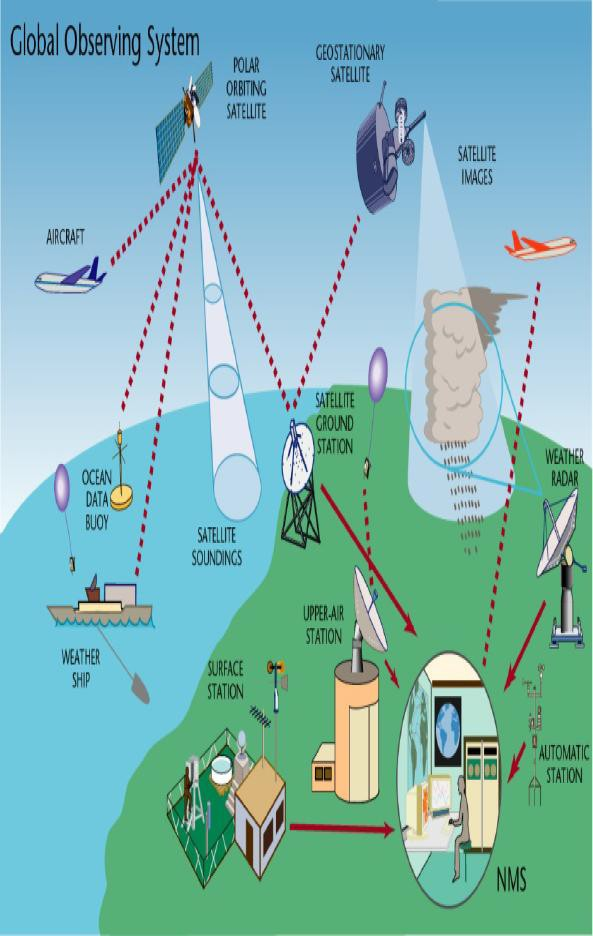 Global Observing System
POLAR
ORBITING
SATELLITE
GEOSTATIONARY
SATELLITE
SATELLITE
IMAGES
AIRCRAFT
SATELLITE
GROUND
STATION
WEATHER
RADAR
OCEAN
DATA
BUOY
SATELLITE
SOUNDINGS
UPPER-AIR
STATION
WEATHER
SHIP
SURFACE
STATION
AUTOMATIC
STATION
NMS